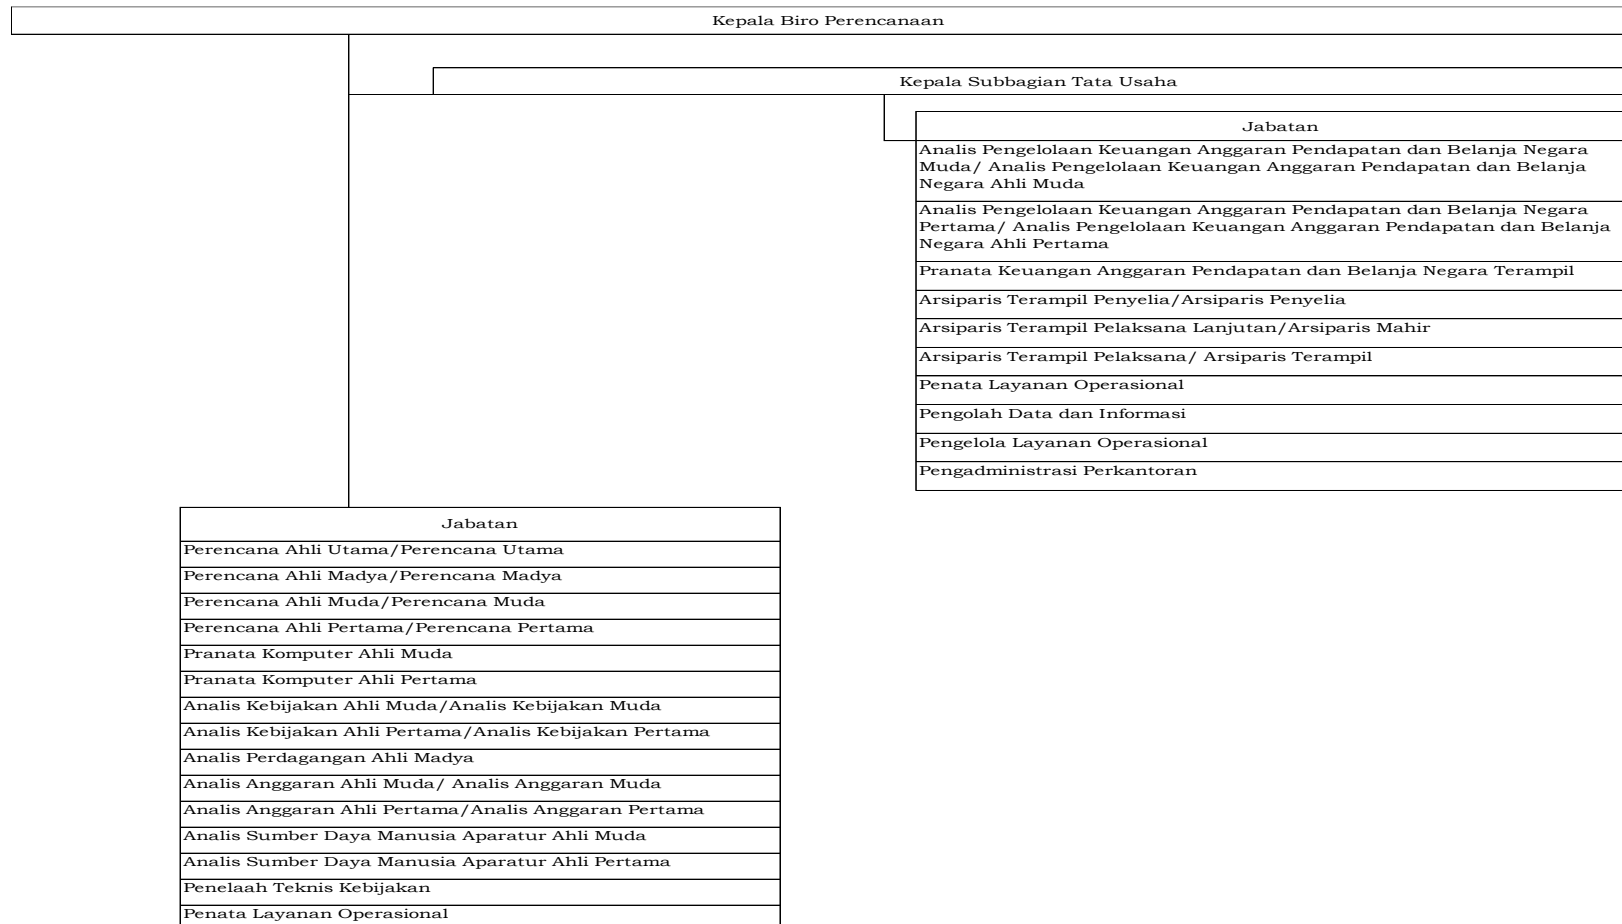 Kepala Biro Perencanaan
Kepala Subbagian Tata Usaha
Jabatan
Analis Pengelolaan Keuangan Anggaran Pendapatan dan Belanja Negara
Muda/ Analis Pengelolaan Keuangan Anggaran Pendapatan dan Belanja
Negara Ahli Muda
Analis Pengelolaan Keuangan Anggaran Pendapatan dan Belanja Negara
Pertama/ Analis Pengelolaan Keuangan Anggaran Pendapatan dan Belanja
Negara Ahli Pertama
Pranata Keuangan Anggaran Pendapatan dan Belanja Negara Terampil
Arsiparis Terampil Penyelia/Arsiparis Penyelia
Arsiparis Terampil Pelaksana Lanjutan/Arsiparis Mahir
Arsiparis Terampil Pelaksana/ Arsiparis Terampil
Penata Layanan Operasional
Pengolah Data dan Informasi
Pengelola Layanan Operasional
Pengadministrasi Perkantoran
Jabatan
Perencana Ahli Utama/Perencana Utama
Perencana Ahli Madya/Perencana Madya
Perencana Ahli Muda/Perencana Muda
Perencana Ahli Pertama/Perencana Pertama
Pranata Komputer Ahli Muda
Pranata Komputer Ahli Pertama
Analis Kebijakan Ahli Muda/Analis Kebijakan Muda
Analis Kebijakan Ahli Pertama/Analis Kebijakan Pertama
Analis Perdagangan Ahli Madya
Analis Anggaran Ahli Muda/ Analis Anggaran Muda
Analis Anggaran Ahli Pertama/Analis Anggaran Pertama
Analis Sumber Daya Manusia Aparatur Ahli Muda
Analis Sumber Daya Manusia Aparatur Ahli Pertama
Penelaah Teknis Kebijakan
Penata Layanan Operasional